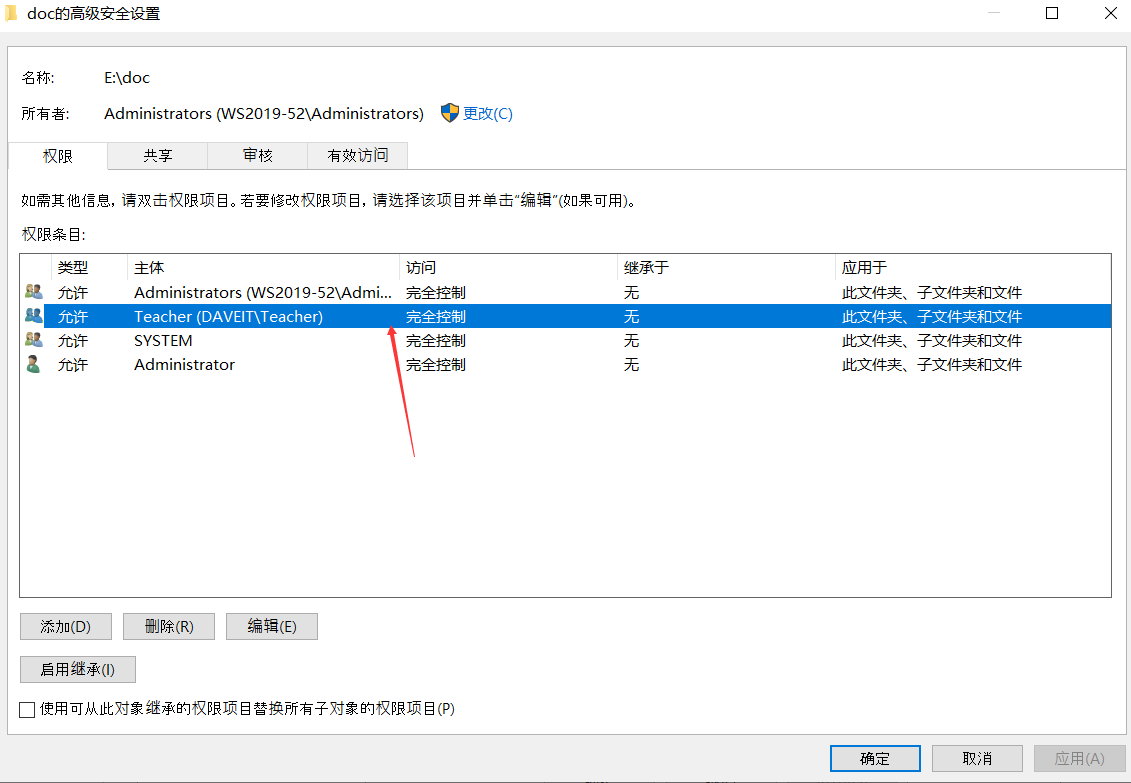 doc的高级安全设置
名称: E:\doc
所有者: Administrators (WS2019-52\Administrators) 更改(C)
权限 共享 审核 有效访问
如需其他信息，请双击权限项目。若要修改权限项目，请选择该项目并单击“编辑”(如果可用)。
权限条目:
类型 主体 访问 继承于 应用于
允许 Administrators (WS2019-52\Admi... 完全控制 无 此文件夹、子文件夹和文件
允许 Teacher (DAVEIT\Teacher) 完全控制 无 此文件夹、子文件夹和文件
允许 SYSTEM 完全控制 无 此文件夹、子文件夹和文件
允许 Administrator 完全控制 无 此文件夹、子文件夹和文件
添加(D) 删除(R) 编辑(E)
启用继承(I)
使用可从此对象继承的权限项目替换所有子对象的权限项目(P)
确定 取消 应用(A)